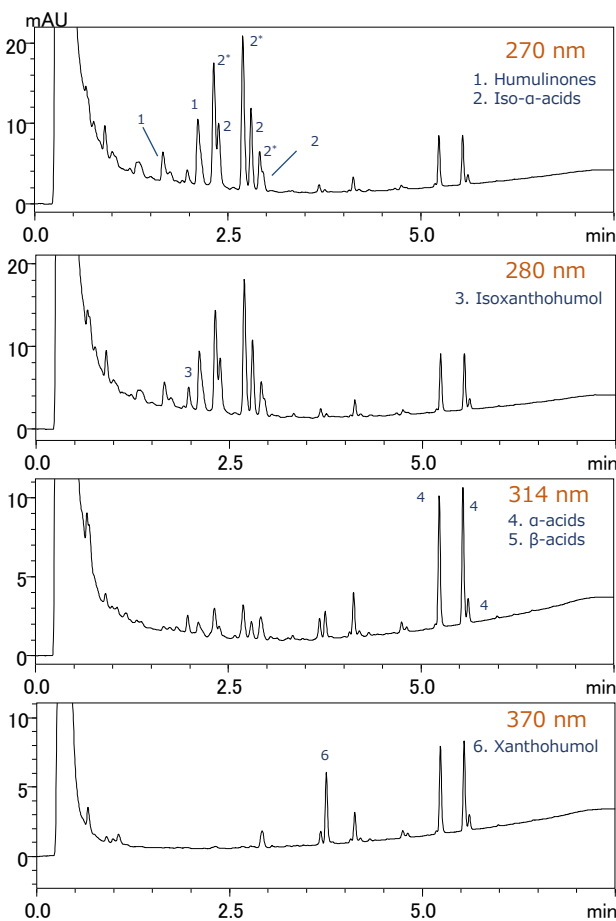 mAU
20
10
0
270 nm
1. Humulinones
2. Iso-α-acids
1
1
2*
2
2*
2
2*
2
0.0
2.5
5.0
min
20
10
0
280 nm
3. Isoxanthohumol
3
0.0
2.5
5.0
min
10
5
0
314 nm
4. α-acids
5. β-acids
4
4
4
0.0
2.5
5.0
min
10
5
0
370 nm
6. Xanthohumol
6
0.0
2.5
5.0
min